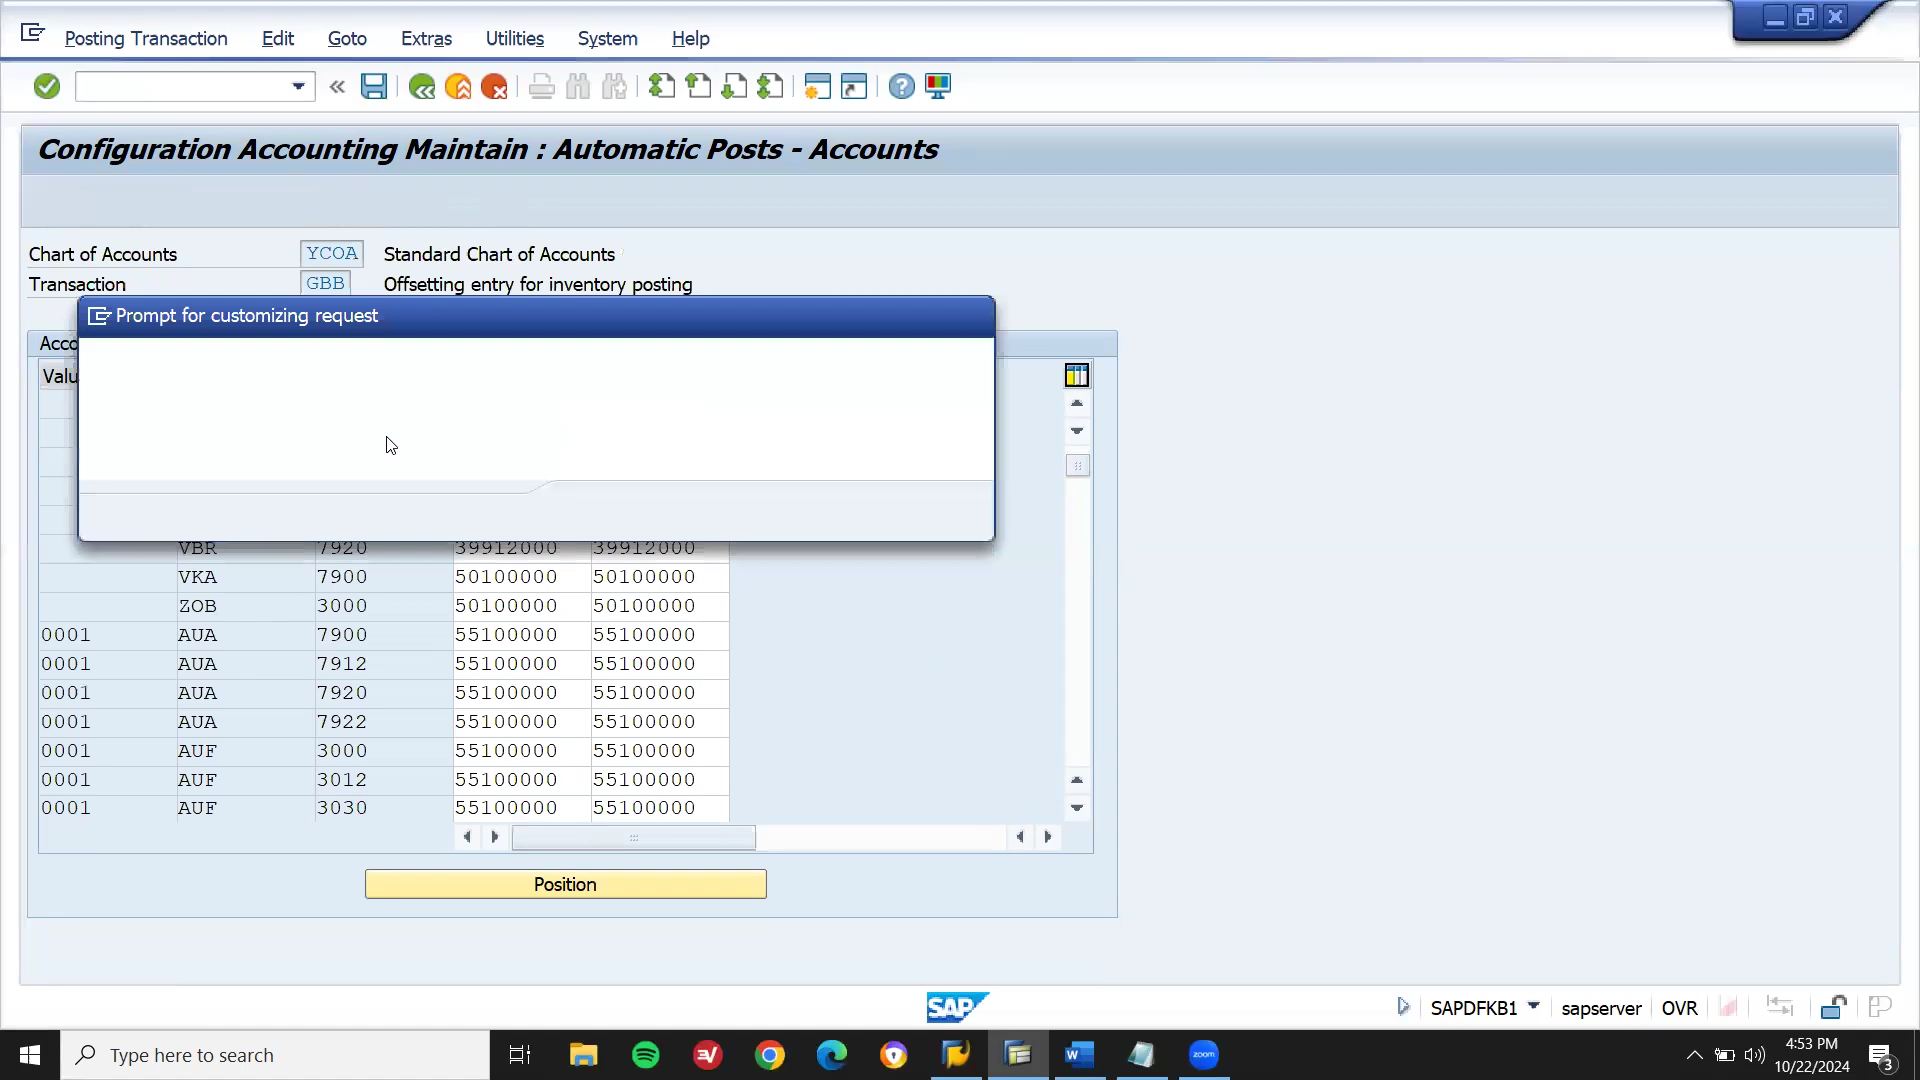 Posting Transaction Edit Goto Extras Utilities System Help
Configuration Accounting Maintain : Automatic Posts - Accounts
Chart of Accounts YCOA Standard Chart of Accounts
Transaction GBB Offsetting entry for inventory posting
Prompt for customizing request
Acco
Valu
VBR 7920 39912000 39912000
VKA 7900 50100000 50100000
ZOB 3000 50100000 50100000
0001 AUA 7900 55100000 55100000
0001 AUA 7912 55100000 55100000
0001 AUA 7920 55100000 55100000
0001 AUA 7922 55100000 55100000
0001 AUF 3000 55100000 55100000
0001 AUF 3012 55100000 55100000
0001 AUF 3030 55100000 55100000
Position
SAP SAPDFKB1 sapserver OVR
Type here to search
zoom
4:53 PM
10/22/2024
3